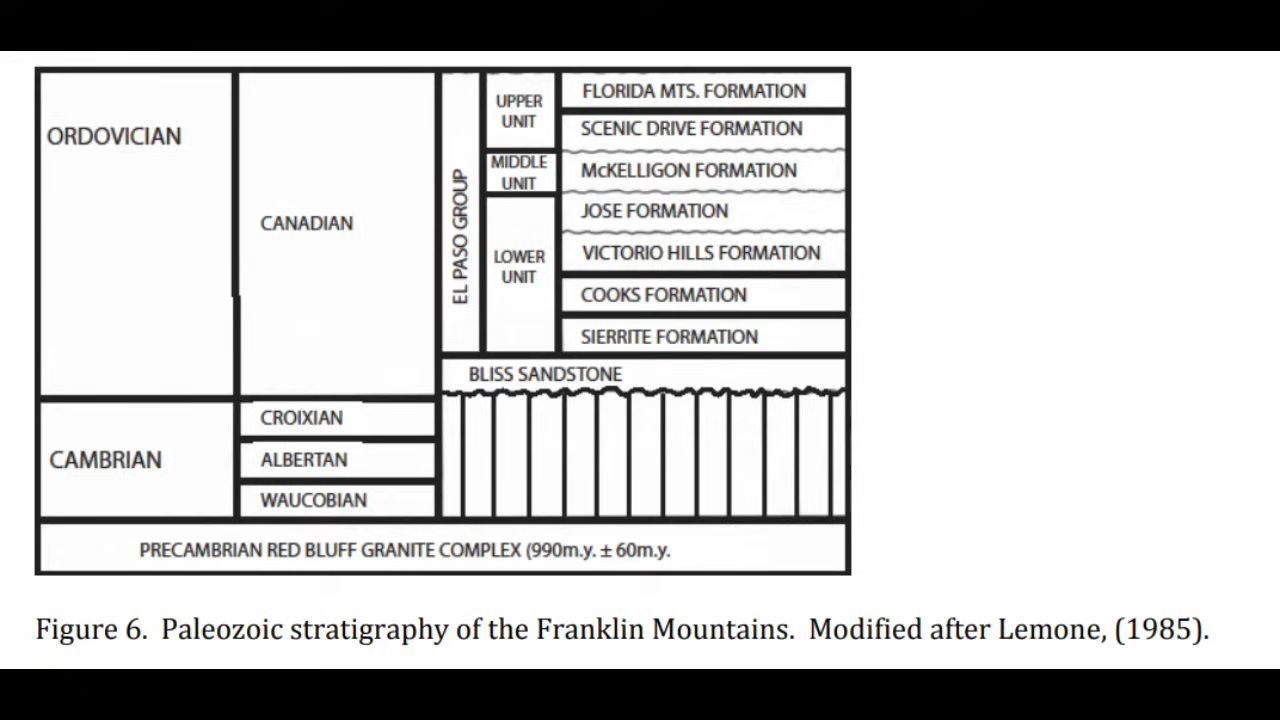 ORDOVICIAN
CANADIAN
EL PASO GROUP
UPPER
UNIT
MIDDLE
UNIT
LOWER
UNIT
FLORIDA MTS. FORMATION
SCENIC DRIVE FORMATION
McKELLIGON FORMATION
JOSE FORMATION
VICTORIO HILLS FORMATION
COOKS FORMATION
SIERRITE FORMATION
BLISS SANDSTONE
CAMBRIAN
CROIXIAN
ALBERTAN
WAUCOBIAN
PRECAMBRIAN RED BLUFF GRANITE COMPLEX (990m.y. ± 60m.y.
Figure 6. Paleozoic stratigraphy of the Franklin Mountains. Modified after Lemone, (1985).